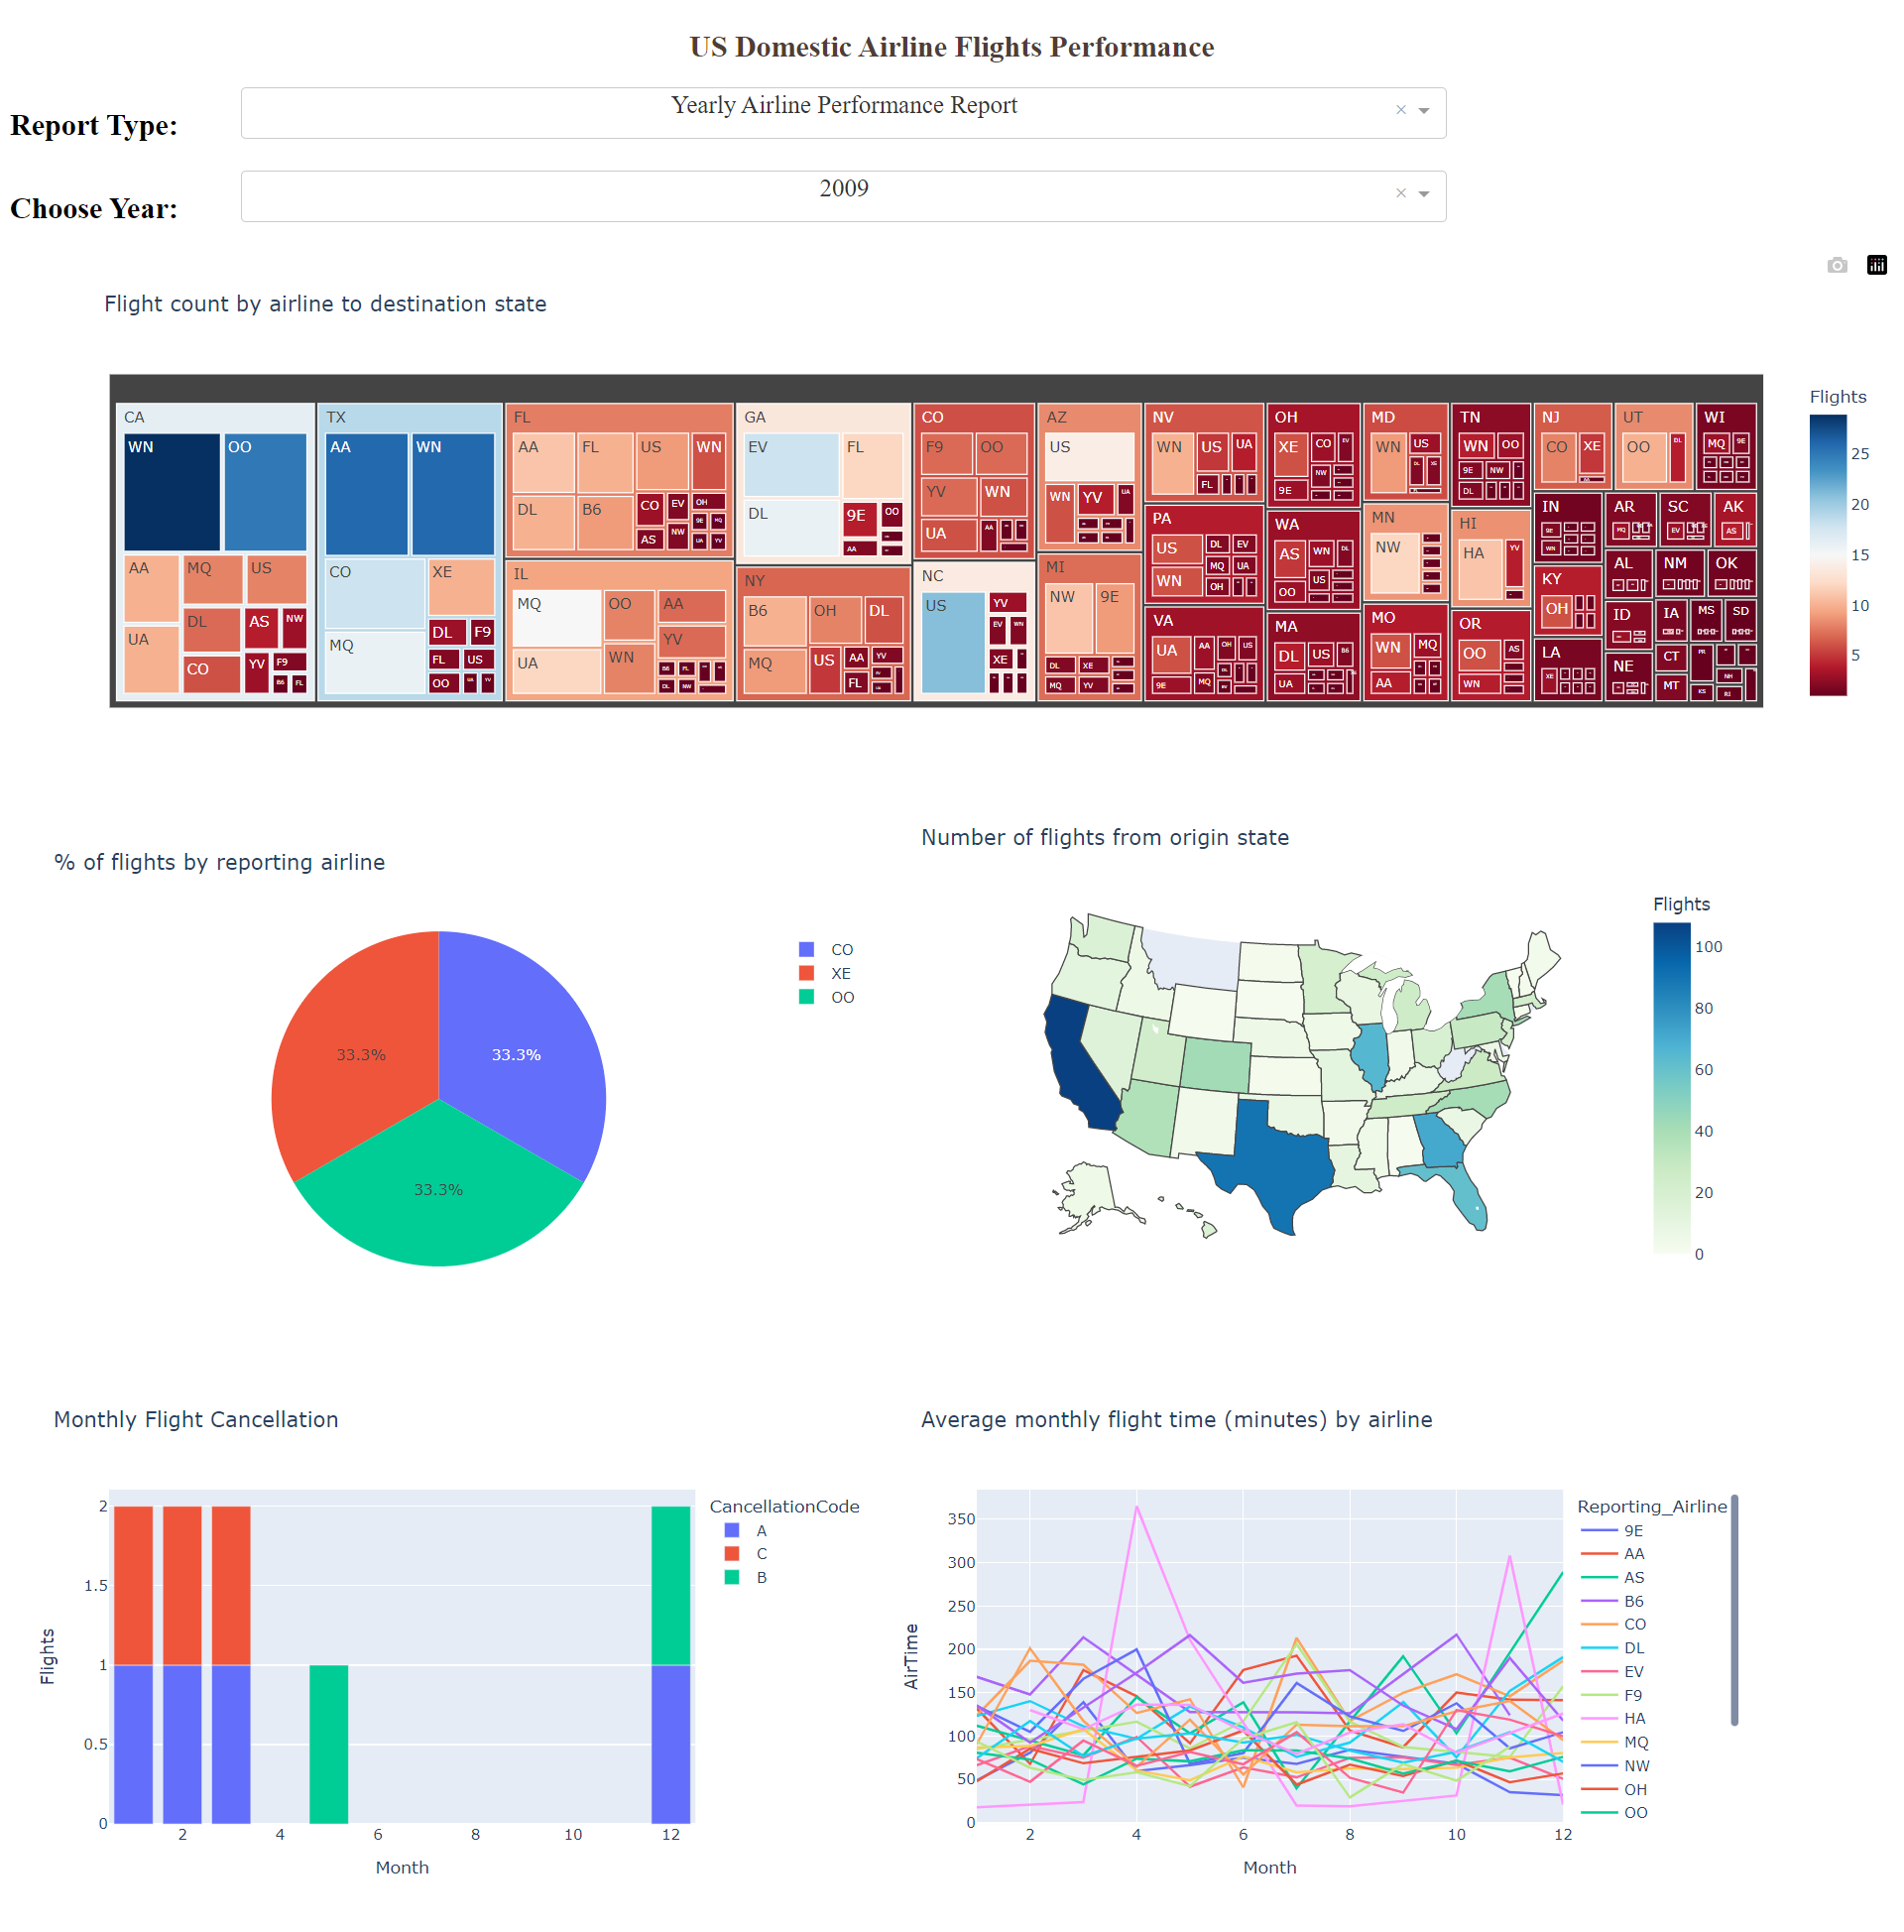 US Domestic Airline Flights Performance
Report Type:
Yearly Airline Performance Report
Choose Year:
2009
Flight count by airline to destination state
CA
WN
OO
AA
MQ
US
UA
DL
AS
NW
CO
YV
F9
B6
FL
TX
AA
WN
CO
XE
MQ
DL
F9
FL
US
OO
UA
YV
FL
AA
FL
US
WN
DL
B6
CO
EV
OH
9E
MQ
AS
NW
UA
YV
IL
MQ
OO
AA
UA
WN
YV
B6
FL
DL
NW
GA
EV
FL
DL
9E
OO
AA
NY
B6
OH
DL
MQ
US
AA
YV
FL
CO
F9
OO
YV
WN
UA
AA
NC
US
YV
EV
WN
XE
AZ
US
WN
YV
UA
MI
NW
9E
DL
XE
MQ
YV
NV
WN
US
UA
FL
PA
US
DL
EV
WN
MQ
UA
OH
VA
UA
AA
OH
US
9E
MQ
OH
XE
CO
EV
NW
9E
WA
AS
WN
DL
US
OO
MA
DL
US
B6
UA
MD
WN
US
DL
XE
MN
NW
MO
WN
MQ
AA
TN
WN
OO
9E
NW
DL
HI
HA
YV
OR
OO
AS
WN
NJ
CO
XE
UT
OO
DL
WI
MQ
9E
IN
9E
WN
AR
MQ
SC
EV
AK
AS
KY
OH
AL
NM
OK
LA
XE
ID
IA
MS
SD
NE
CT
MT
KS
NH
RI
Flights
25
20
15
10
5
% of flights by reporting airline
33.3%
33.3%
33.3%
CO
XE
OO
Number of flights from origin state
Flights
100
80
60
40
20
0
Monthly Flight Cancellation
Flights
2
1.5
1
0.5
0
2
4
6
8
10
12
Month
CancellationCode
A
C
B
Average monthly flight time (minutes) by airline
AirTime
350
300
250
200
150
100
50
0
2
4
6
8
10
12
Month
Reporting_Airline
9E
AA
AS
B6
CO
DL
EV
F9
HA
MQ
NW
OH
OO